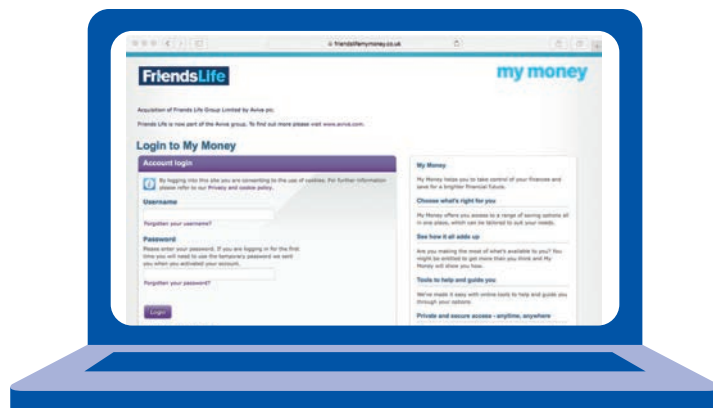 friendslifemymoney.co.uk
FriendsLife
my money
Acquisition of Friends Life Group Limited by Aviva plc.
Friends Life is now part of the Aviva group. To find out more please visit www.aviva.com.
Login to My Money
Account login
By logging into this site you are consenting to the use of cookies. For further information
please refer to our Privacy and cookie policy.
Username
Forgotten your username?
Password
Please enter your password. If you are logging in for the first
time you will need to use the temporary password we sent
you when you activated your account.
Forgotten your password?
Login
My Money
My Money helps you to take control of your finances and
save for a brighter financial future.
Choose what's right for you
My Money offers you access to a range of saving options all
in one place, which can be tailored to suit your needs.
See how it all adds up
Are you making the most of what's available to you? You
might be entitled to get more than you think and My
Money will show you how.
Tools to help and guide you
We've made it easy with online tools to help and guide you
through your options.
Private and secure access - anytime, anywhere